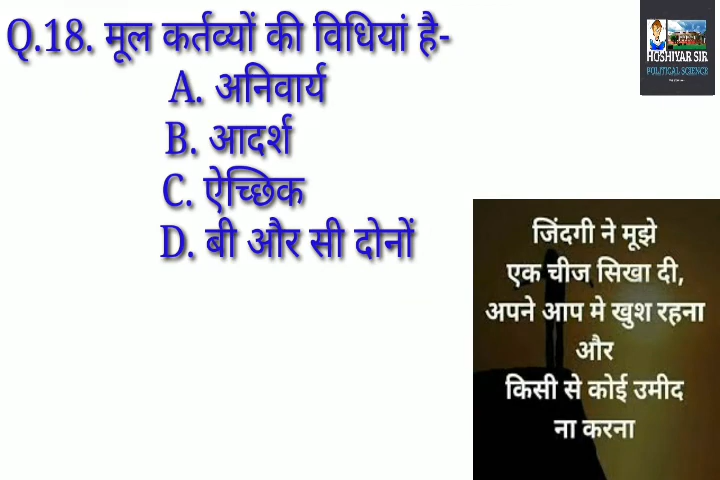 Q.18. मूल कर्तव्यों की विधियां है-
A. अनिवार्य
B. आदर्श
C. ऐच्छिक
D. बी और सी दोनों
HOSHIYAR SIR
POLITICAL SCIENCE
जिंदगी ने मूझे
एक चीज सिखा दी,
अपने आप मे खुश रहना
और
किसी से कोई उमीद
ना करना